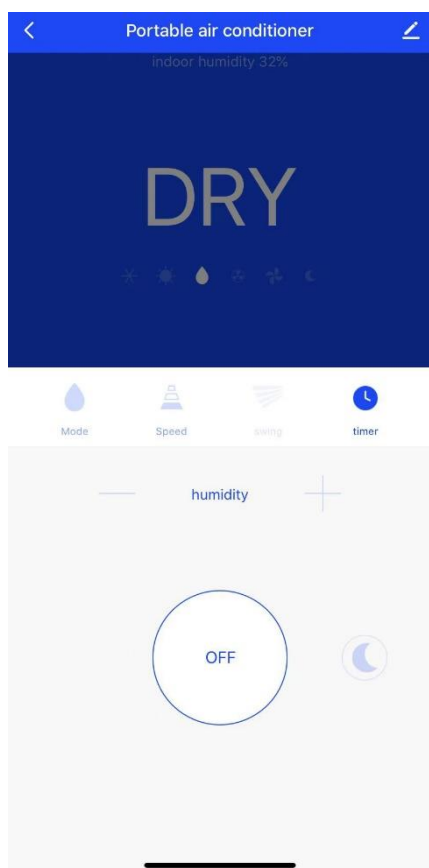 Portable air conditioner
indoor humidity 32%
DRY
Mode Speed swing timer
humidity
OFF